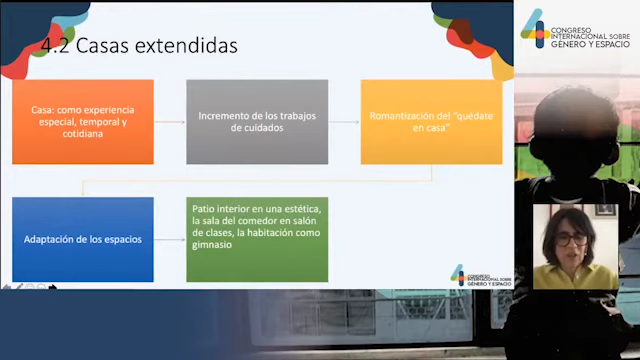 4.2 Casas extendidas
4
CONGRESO
INTERNACIONAL SOBRE
GÉNERO Y ESPACIO
Casa: como experiencia
especial, temporal y
cotidiana
Incremento de los trabajos
de cuidados
Romantización del "quédate
en casa"
Adaptación de los espacios
Patio interior en una estética,
la sala del comedor en salón
de clases, la habitación como
gimnasio
4
CONGRESO
INTERNACIONAL SOBRE
GÉNERO Y ESPACIO